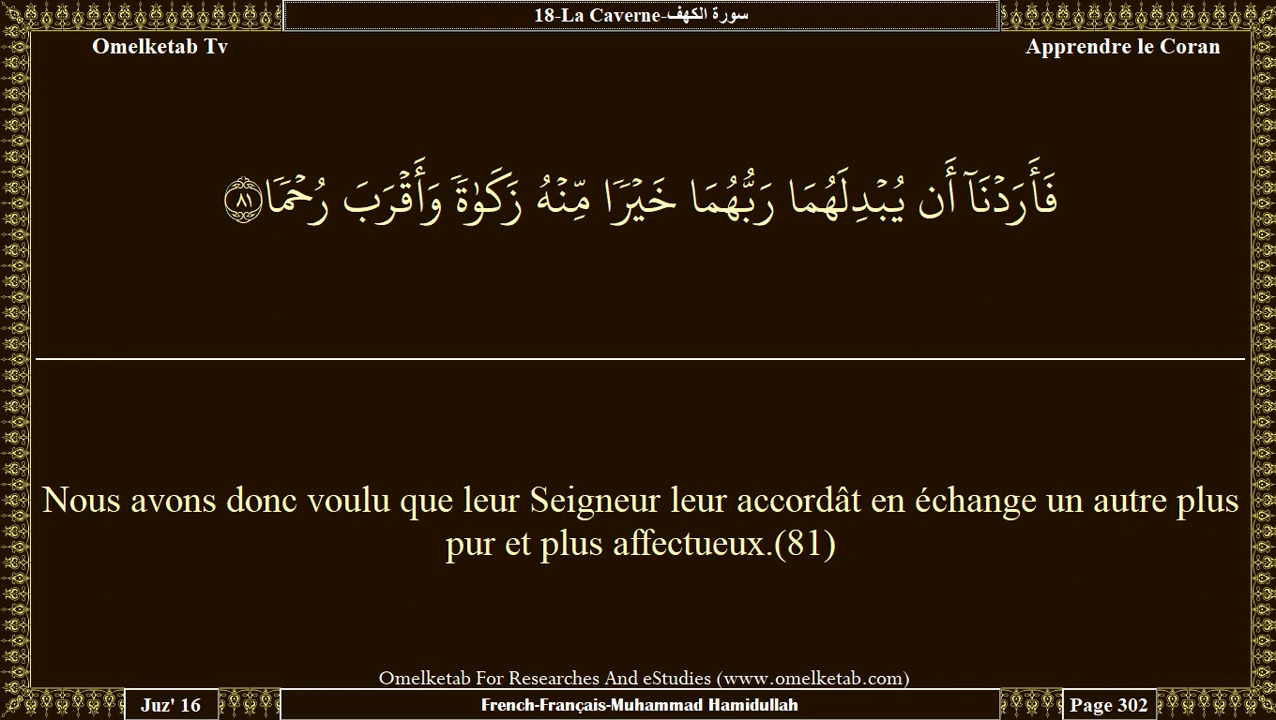 18-La Caverne-سورة الكهف
Omelketab Tv
Apprendre le Coran
فَأَرَدۡنَآ أَن يُبۡدِلَهُمَا رَبُّهُمَا خَيۡرٗا مِّنۡهُ زَكَوٰةٗ وَأَقۡرَبَ رُحۡمٗا ٨١
Nous avons donc voulu que leur Seigneur leur accordât en échange un autre plus
pur et plus affectueux.(81)
Omelketab For Researches And eStudies (www.omelketab.com)
Juz' 16
French-Français-Muhammad Hamidullah
Page 302